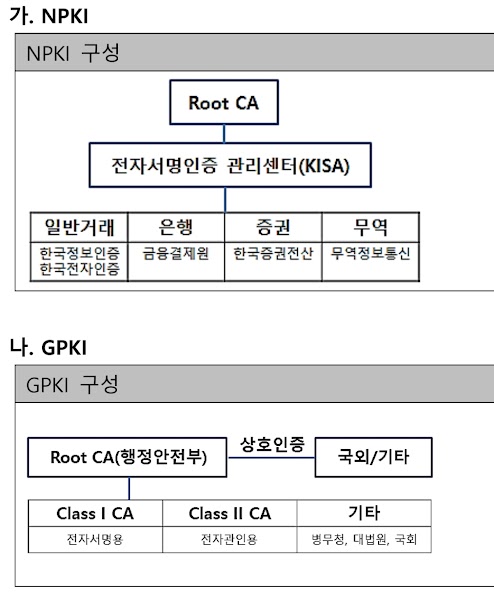 가. NPKI
NPKI 구성
Root CA
전자서명인증 관리센터(KISA)
일반거래 은행 증권 무역
한국정보인증 금융결제원 한국증권전산 무역정보통신
한국전자인증
나. GPKI
GPKI 구성
Root CA(행정안전부) 상호인증 국외/기타
Class I CA Class II CA 기타
전자서명용 전자관인용 병무청, 대법원, 국회